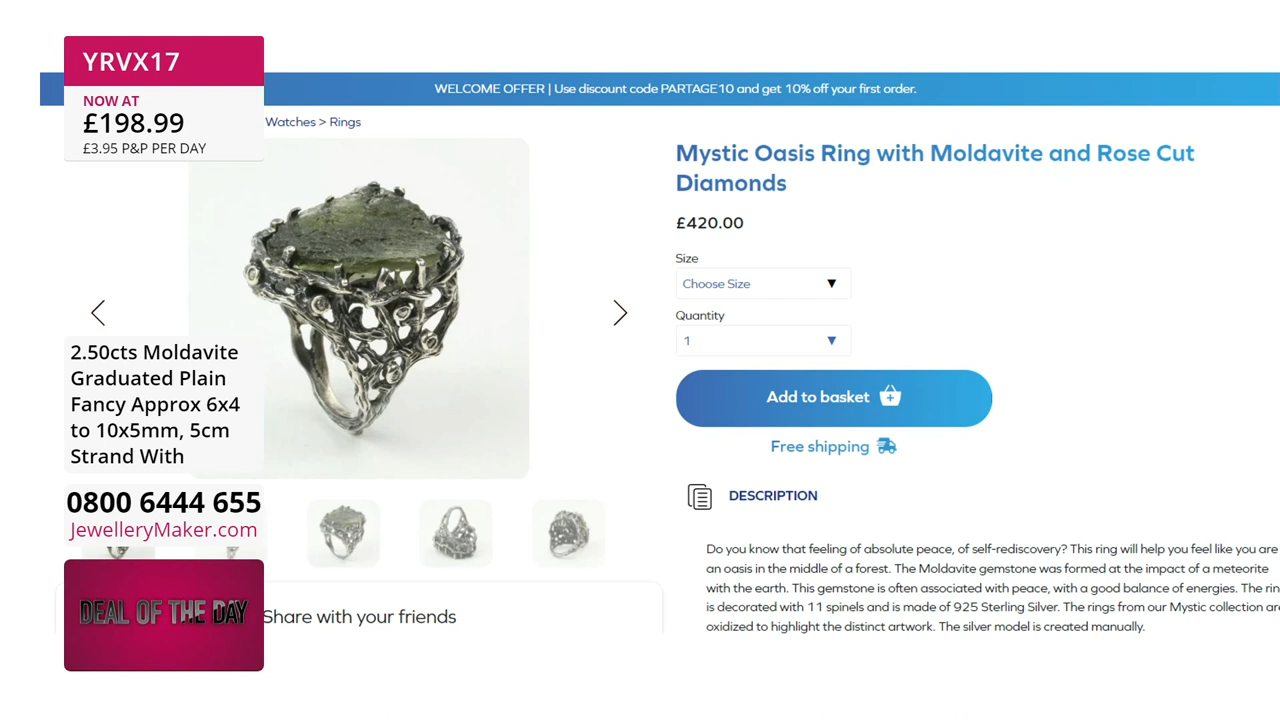 YRVX17
NOW AT
£198.99
£3.95 P&P PER DAY
WELCOME OFFER | Use discount code PARTAGE10 and get 10% off your first order.
Watches > Rings
Mystic Oasis Ring with Moldavite and Rose Cut
Diamonds
£420.00
Size
Choose Size
Quantity
1
Add to basket
Free shipping
DESCRIPTION
Do you know that feeling of absolute peace, of self-rediscovery? This ring will help you feel like you are
an oasis in the middle of a forest. The Moldavite gemstone was formed at the impact of a meteorite
with the earth. This gemstone is often associated with peace, with a good balance of energies. The
is decorated with 11 spinels and is made of 925 Sterling Silver. The rings from our Mystic collection
oxidized to highlight the distinct artwork. The silver model is created manually.
2.50cts Moldavite
Graduated Plain
Fancy Approx 6x4
to 10x5mm, 5cm
Strand With
0800 6444 655
JewelleryMaker.com
DEAL OF THE DAY
Share with your friends